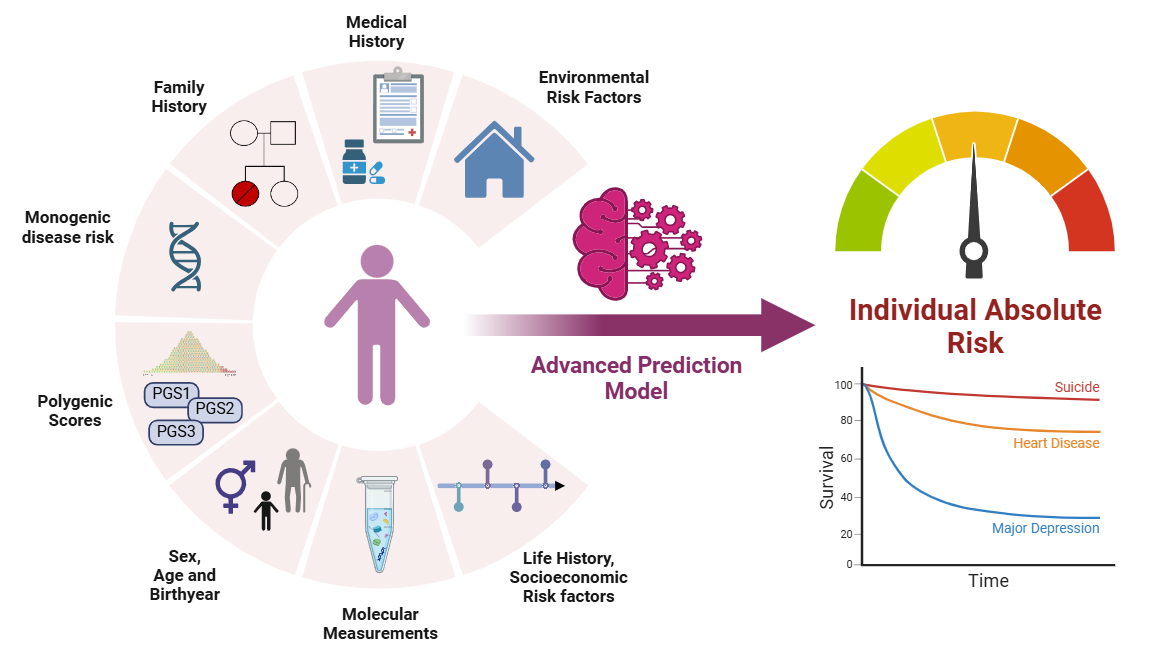 Medical
History
Family
History
Environmental
Risk Factors
Monogenic
disease risk
Polygenic
Scores
PGS1
PGS2
PGS3
Sex,
Age and
Birthyear
Molecular
Measurements
Life History,
Socioeconomic
Risk factors
Advanced Prediction
Model
Individual Absolute
Risk
100
80
60
40
20
0
Survival
Time
Suicide
Heart Disease
Major Depression